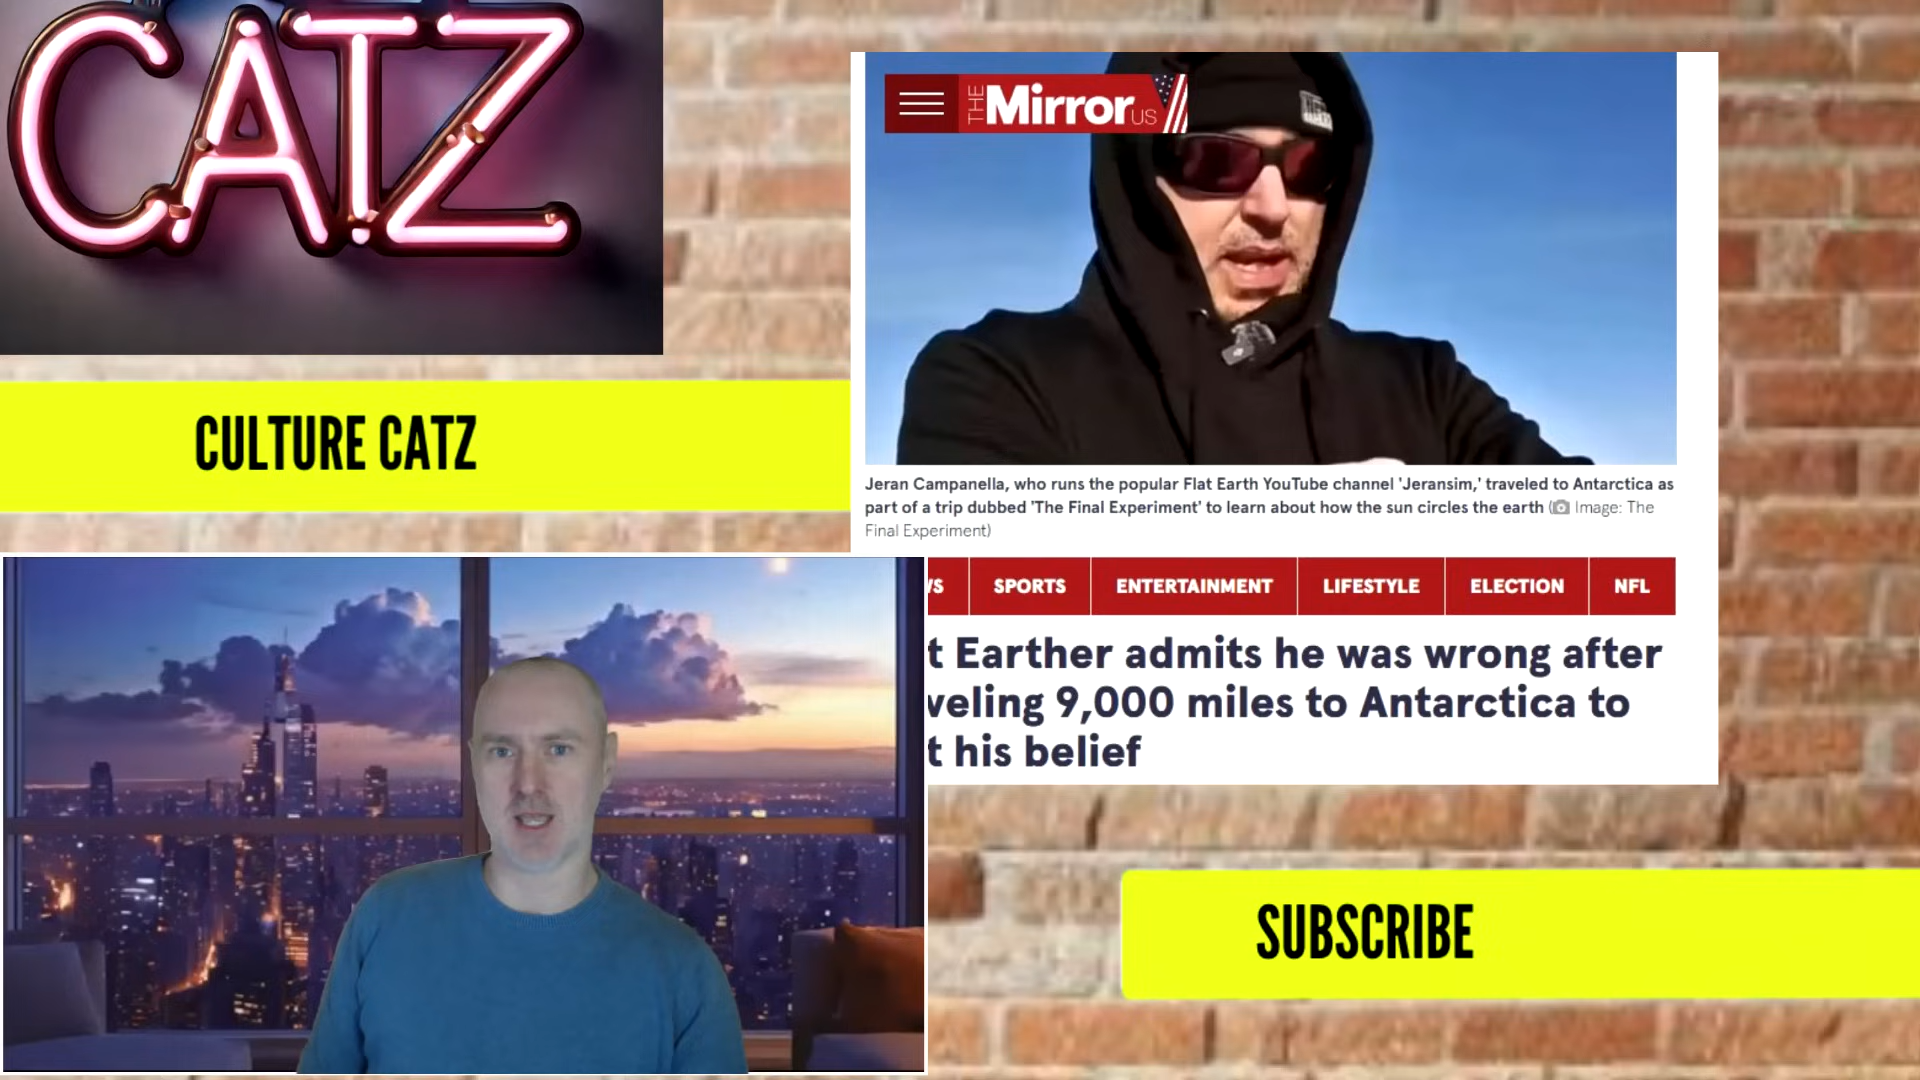 CATZ
CULTURE CATZ
THE Mirror US
Jeran Campanella, who runs the popular Flat Earth YouTube channel 'Jeransim,' traveled to Antarctica as
part of a trip dubbed 'The Final Experiment' to learn about how the sun circles the earth (Image: The
Final Experiment)
SPORTS ENTERTAINMENT LIFESTYLE ELECTION NFL
t Earther admits he was wrong after
veling 9,000 miles to Antarctica to
t his belief
SUBSCRIBE